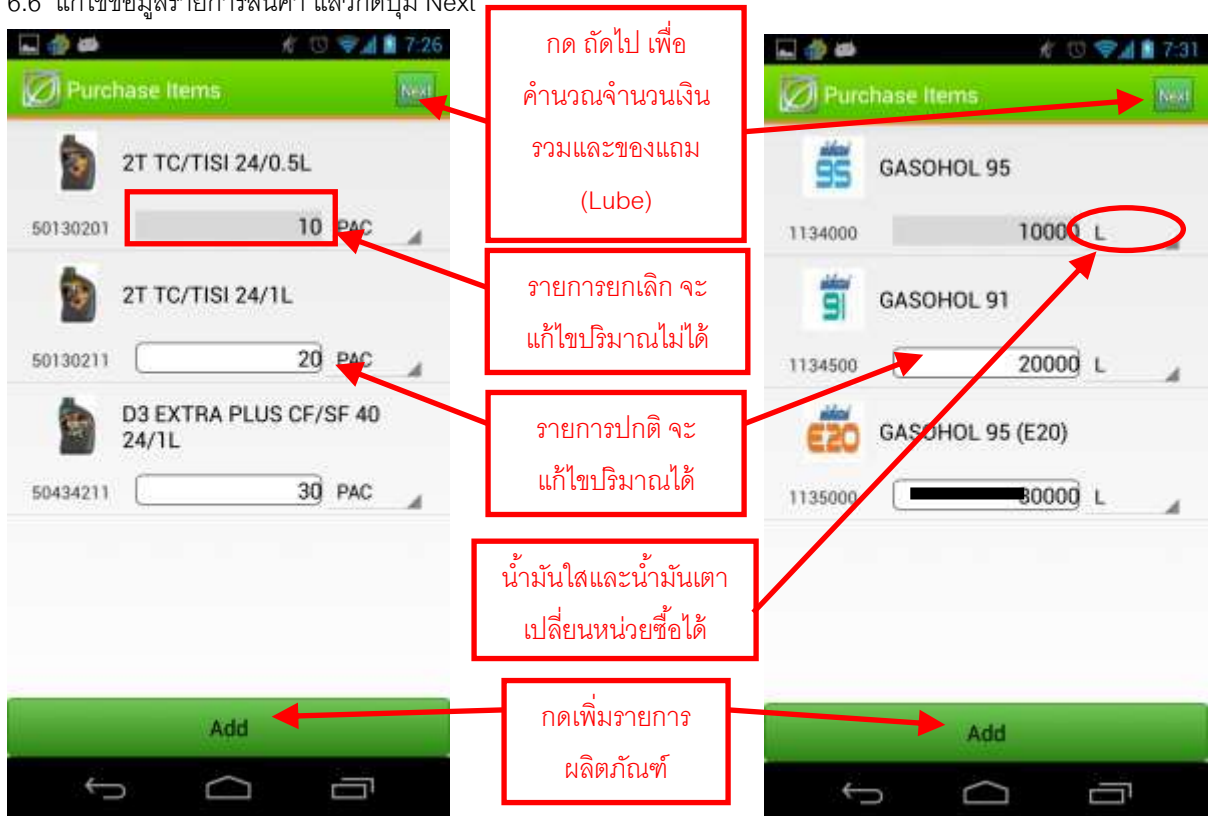 6.6 แก้ไขข้อมูลรายการสินค้า แล้วกดปุ่ม Next
7:26
Purchase Items
Next
2T TC/TISI 24/0.5L
50130201
10 PAC
2T TC/TISI 24/1L
50130211
20 PAC
D3 EXTRA PLUS CF/SF 40
24/1L
50434211
30 PAC
Add
กด ถัดไป เพื่อ
คำนวณจำนวนเงิน
รวมและของแถม
(Lube)
รายการยกเลิก จะ
แก้ไขปริมาณไม่ได้
รายการปกติ จะ
แก้ไขปริมาณได้
น้ำมันใสและน้ำมันเตา
เปลี่ยนหน่วยซื้อได้
กดเพิ่มรายการ
ผลิตภัณฑ์
7:31
Purchase Items
Next
95
GASOHOL 95
1134000
10000 L
91
GASOHOL 91
1134500
20000 L
E20
GASOHOL 95 (E20)
1135000
30000 L
Add